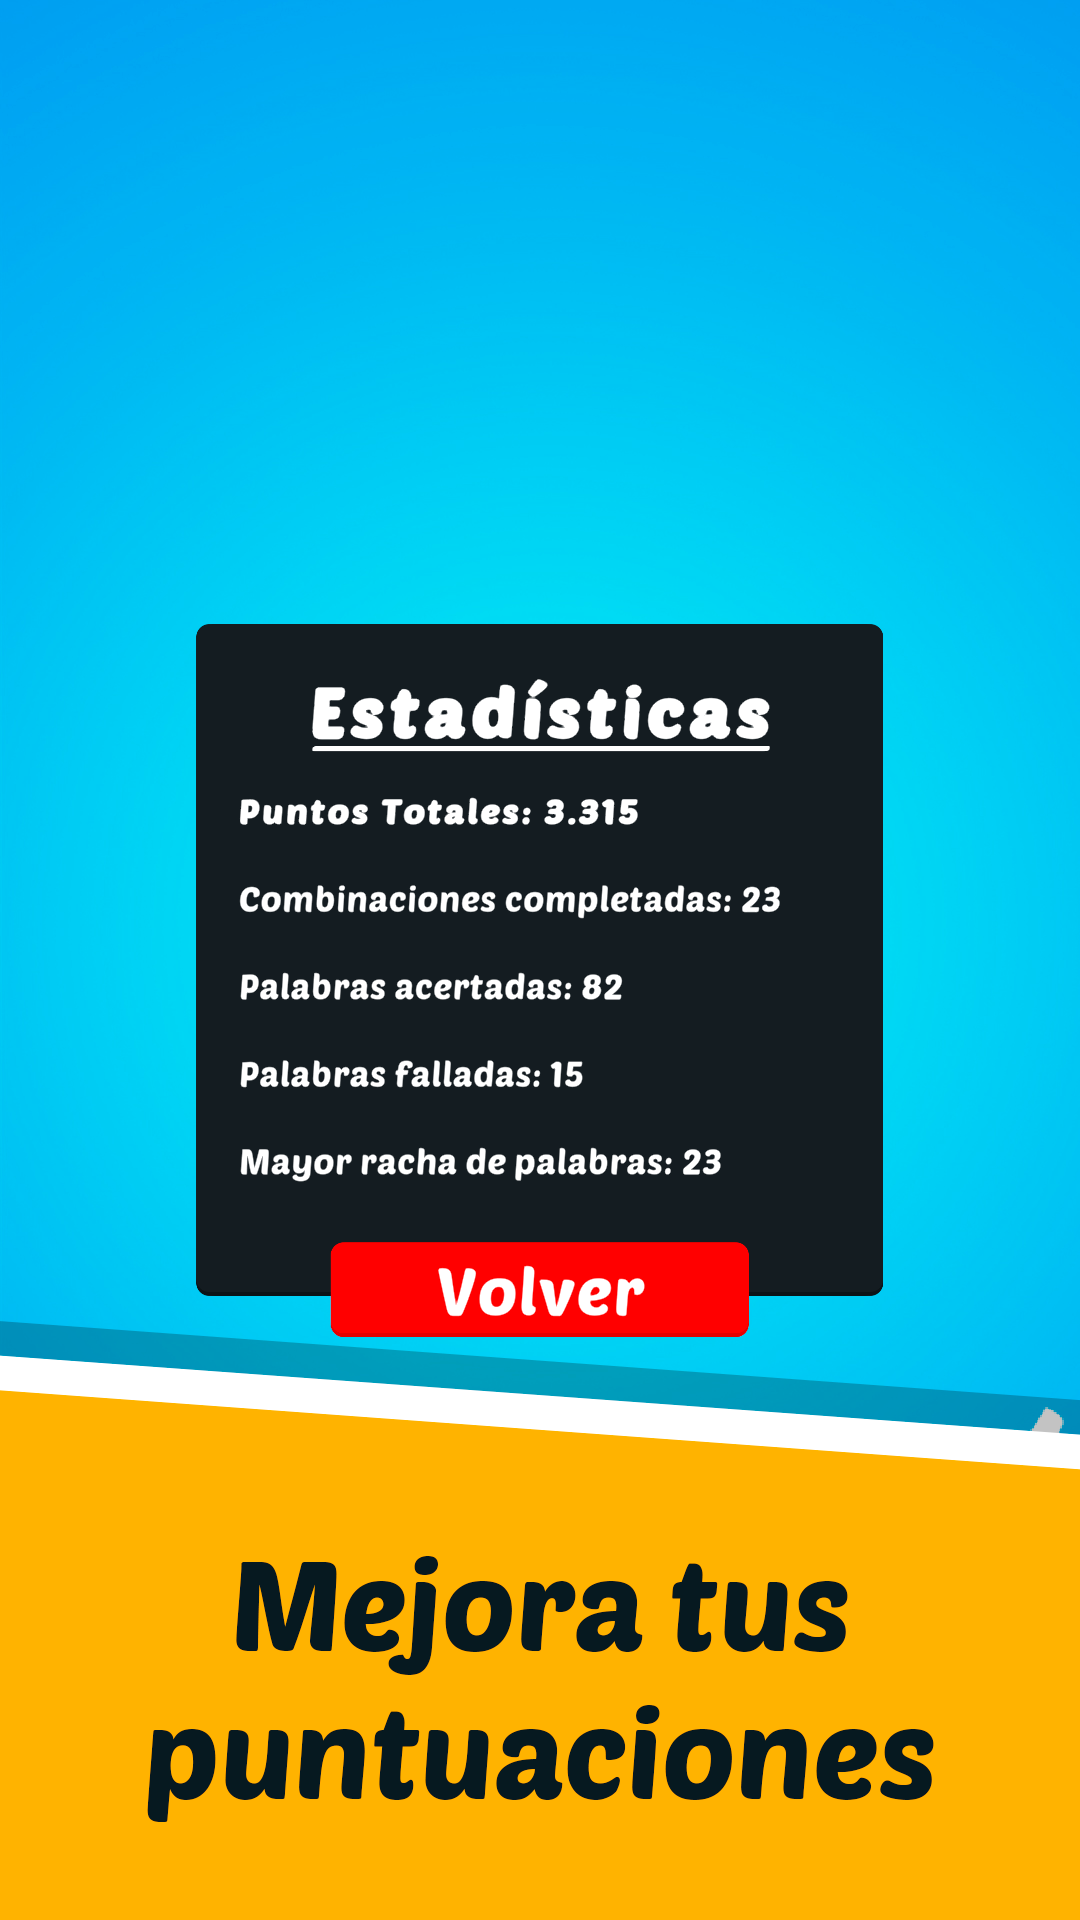 Estadísticas
Puntos Totales: 3.315
Combinaciones completadas: 23
Palabras acertadas: 82
Palabras falladas: 15
Mayor racha de palabras: 23
Volver
Mejora tus
puntuaciones